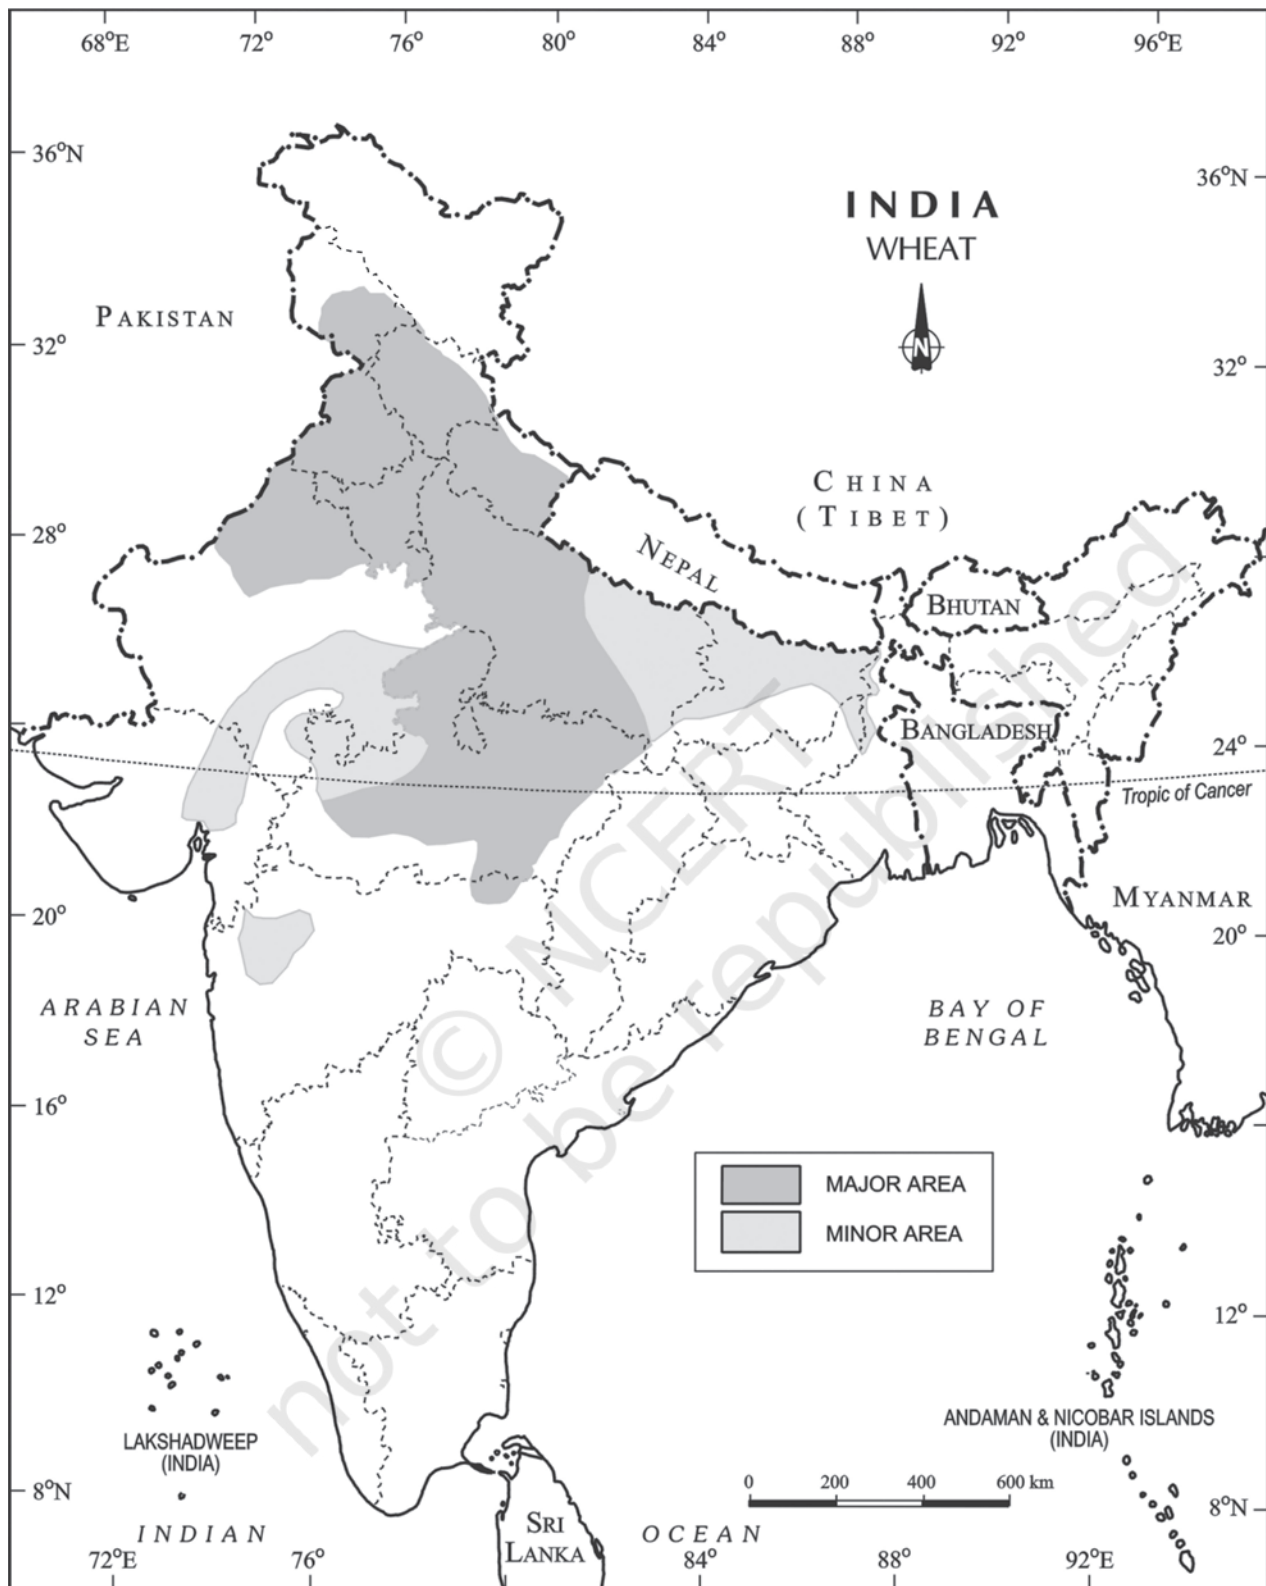 68°E 72° 76° 80° 84° 88° 92° 96°E
36°N
36°N
INDIA
WHEAT
N
PAKISTAN
32°
32°
CHINA
(TIBET)
28°
NEPAL
BHUTAN
BANGLADESH
24°
Tropic of Cancer
MYANMAR
20°
20°
ARABIAN
SEA
BAY OF
BENGAL
© NCERT
not to be republished
16°
MAJOR AREA
MINOR AREA
12°
12°
LAKSHADWEEP
(INDIA)
ANDAMAN & NICOBAR ISLANDS
(INDIA)
0 200 400 600 km
8°N
8°N
INDIAN
OCEAN
SRI
LANKA
72°E 76° 84° 88° 92°E